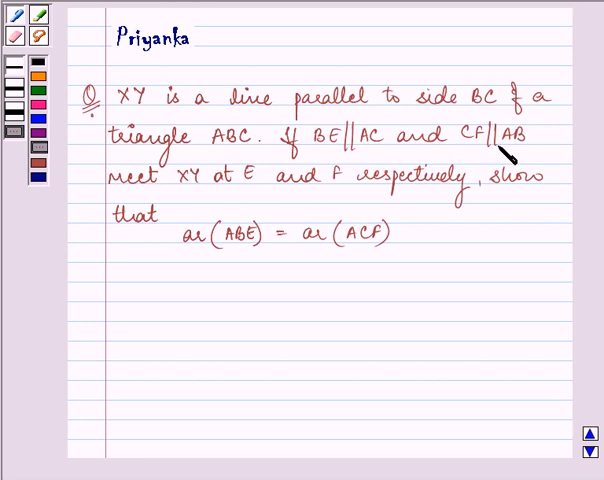 Priyanka
Q XY is a line parallel to side BC of a
triangle ABC. If BE||AC and CF||AB
meet XY at E and F respectively, show
that
ar (ABE) = ar (ACF)